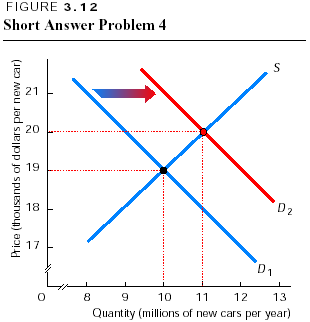 FIGURE 3.12
Short Answer Problem 4
Price (thousands of dollars per new car)
21
20
19
18
17
S
D2
D1
0 8 9 10 11 12 13
Quantity (millions of new cars per year)